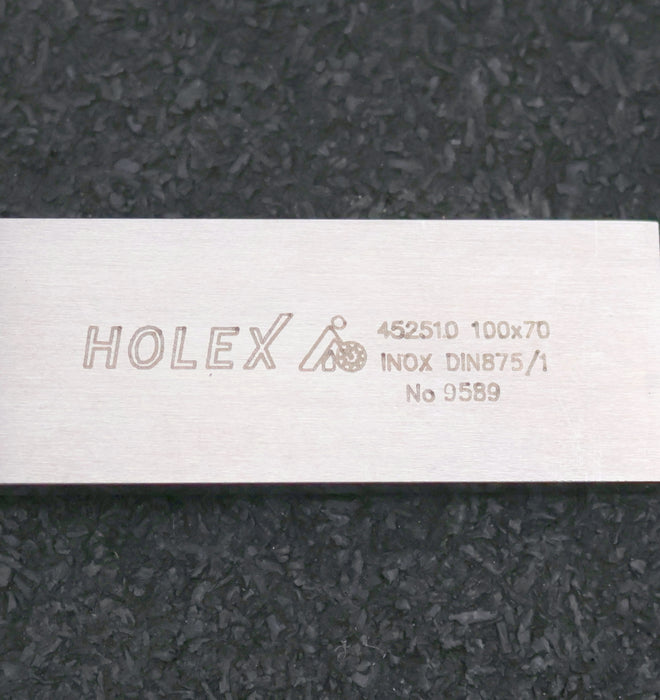 HOLEX
452510 100x70
INOX DIN875/1
No 9589